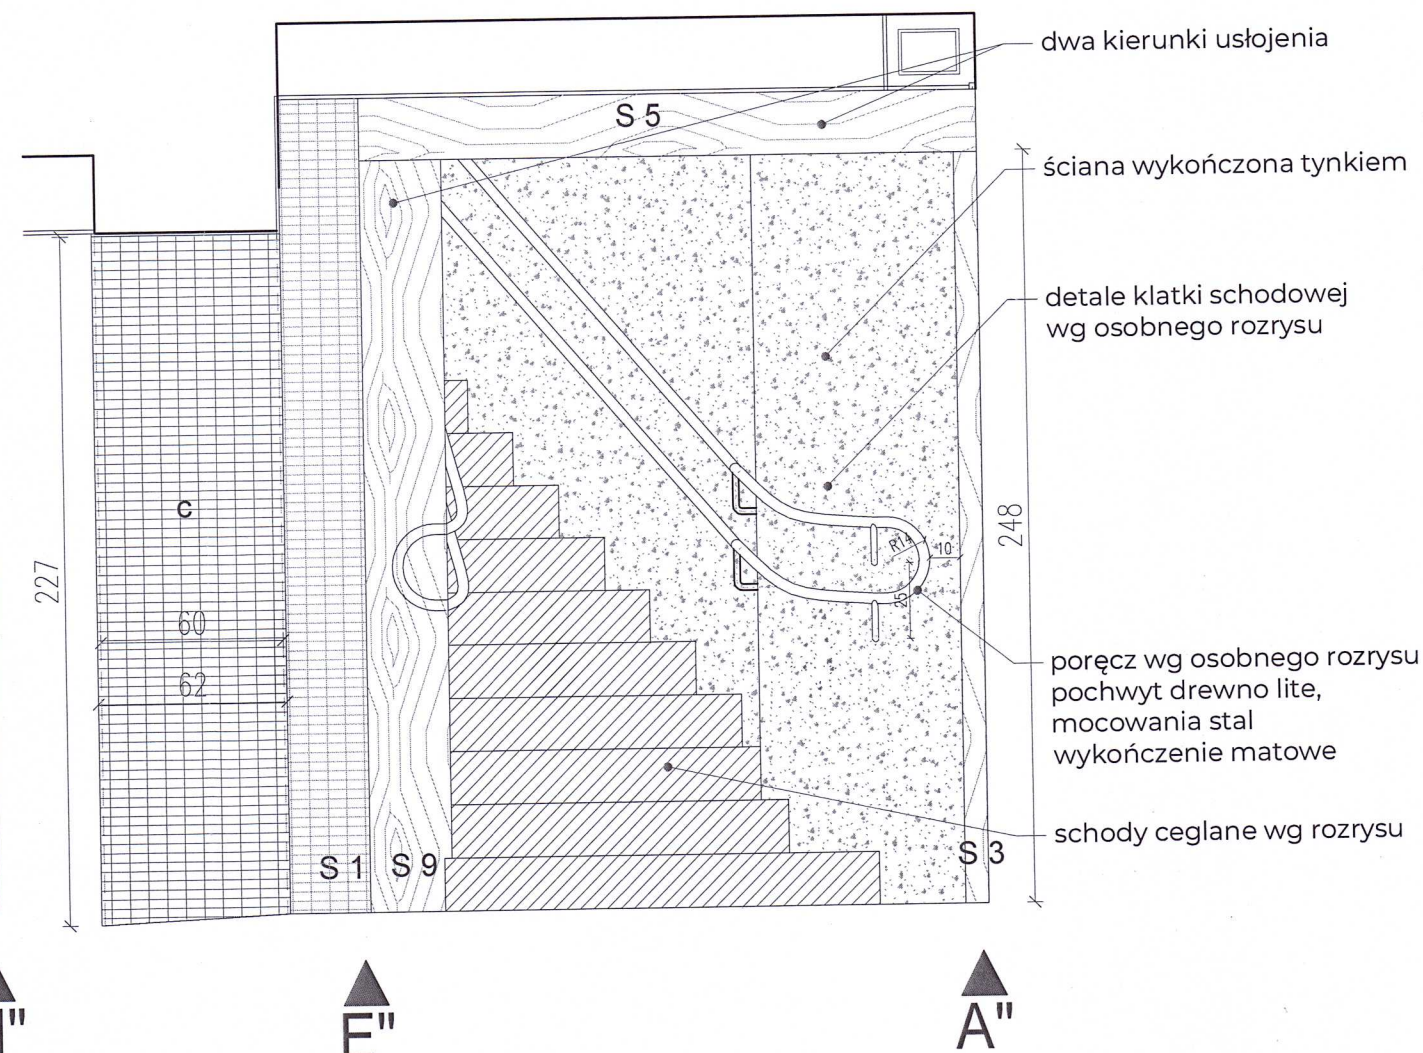 dwa kierunki usłojenia
S 5
ściana wykończona tynkiem
detale klatki schodowej
wg osobnego rozrysu
c
227
248
R14
10
25
60
62
poręcz wg osobnego rozrysu
pochwyt drewno lite,
mocowania stal
wykończenie matowe
schody ceglane wg rozrysu
S 1
S 9
S 3
A"